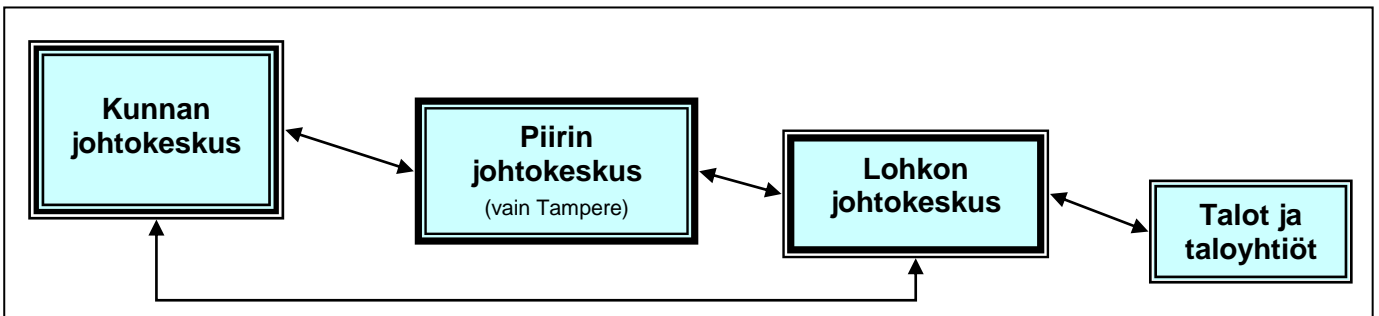 Kunnan
johtokeskus
Piirin
johtokeskus
(vain Tampere)
Lohkon
johtokeskus
Talot ja
taloyhtiöt